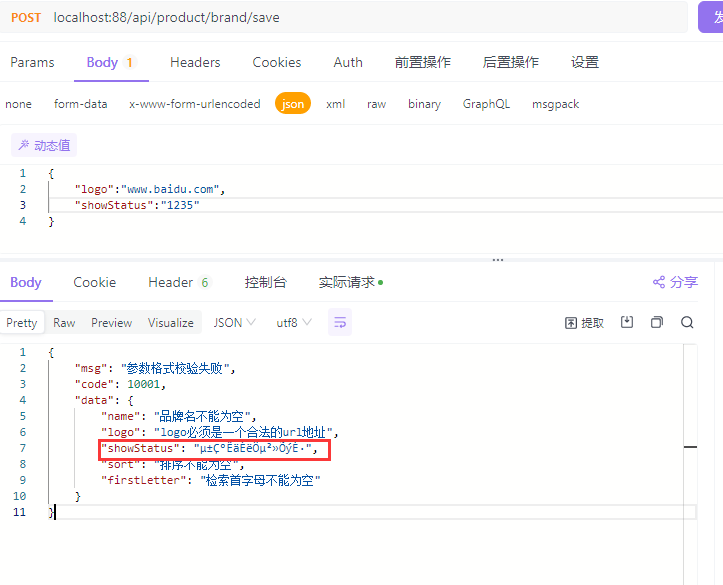 POST localhost:88/api/product/brand/save 发
Params Body 1 Headers Cookies Auth 前置操作 后置操作 设置
none form-data x-www-form-urlencoded json xml raw binary GraphQL msgpack
动态值
1 {
2 "logo":"www.baidu.com",
3 "showStatus":"1235"
4 }
Body Cookie Header 6 控制台 实际请求 分享
Pretty Raw Preview Visualize JSON utf8 提取
1 {
2 "msg": "参数格式校验失败",
3 "code": 10001,
4 "data": {
5 "name": "品牌名不能为空",
6 "logo": "logo必须是一个合法的url地址",
7 "showStatus": "µ±Ç°ÊäÈëÖµ²»ÕýÈ·",
8 "sort": "排序不能为空",
9 "firstLetter": "检索首字母不能为空"
10 }
11 }